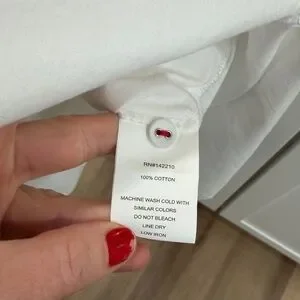 RN#142210
100% COTTON
MACHINE WASH COLD WITH
SIMILAR COLORS
DO NOT BLEACH
LINE DRY
LOW IRON